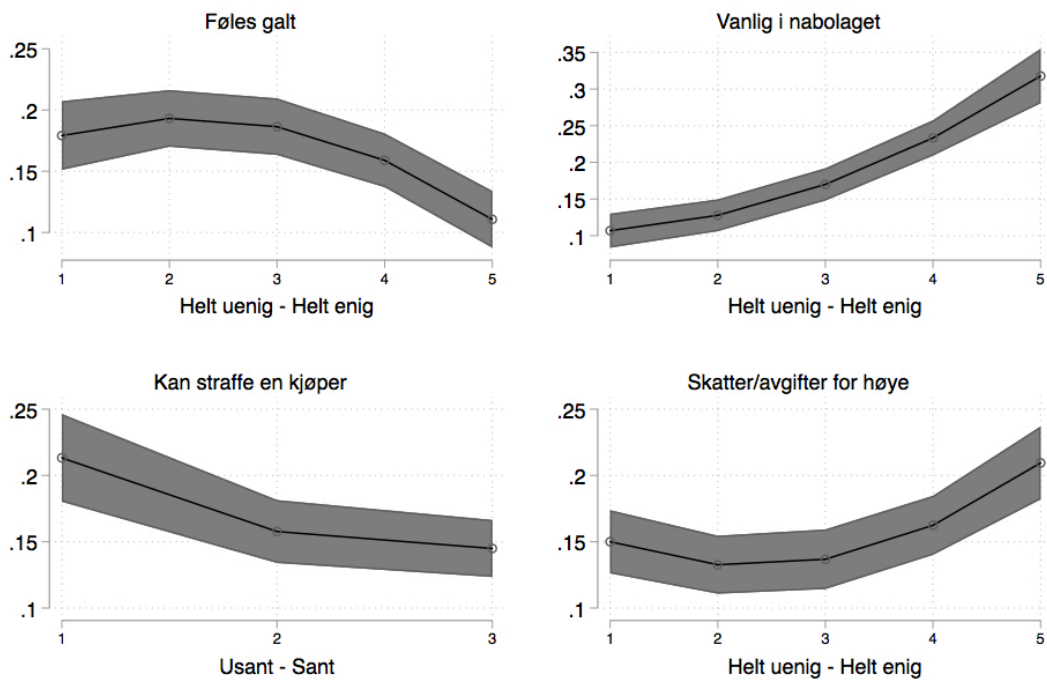 Føles galt
.25
.2
.15
.1
1 2 3 4 5
Helt uenig - Helt enig
Vanlig i nabolaget
.35
.3
.25
.2
.15
.1
1 2 3 4 5
Helt uenig - Helt enig
Kan straffe en kjøper
.25
.2
.15
.1
1 2 3
Usant - Sant
Skatter/avgifter for høye
.25
.2
.15
.1
1 2 3 4 5
Helt uenig - Helt enig